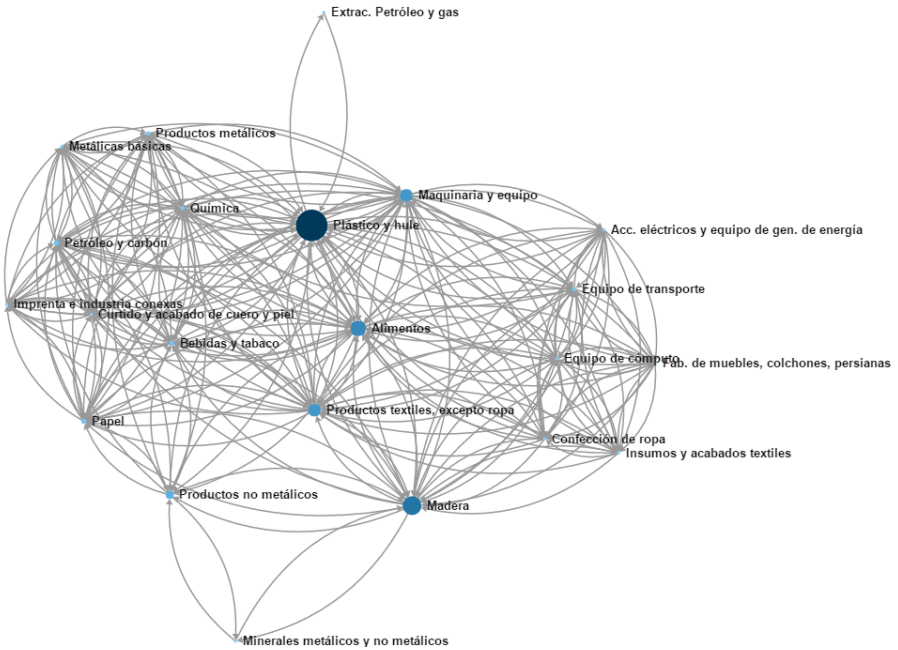 Extrac. Petróleo y gas
Productos metálicos
Metálicas básicas
Maquinaria y equipo
Química
Plástico y hule
Acc. eléctricos y equipo de gen. de energía
Petróleo y carbón
Equipo de transporte
Imprenta e industria conexas
Curtido y acabado de cuero y piel
Alimentos
Bebidas y tabaco
Equipo de cómputo
Fab. de muebles, colchones, persianas
Productos textiles, excepto ropa
Papel
Confección de ropa
Insumos y acabados textiles
Productos no metálicos
Madera
Minerales metálicos y no metálicos